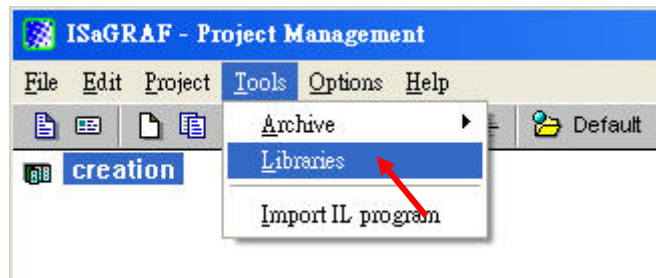 ISaGRAF - Project Management
File Edit Project Tools Options Help
Default
Archive
creation
Libraries
Import IL program